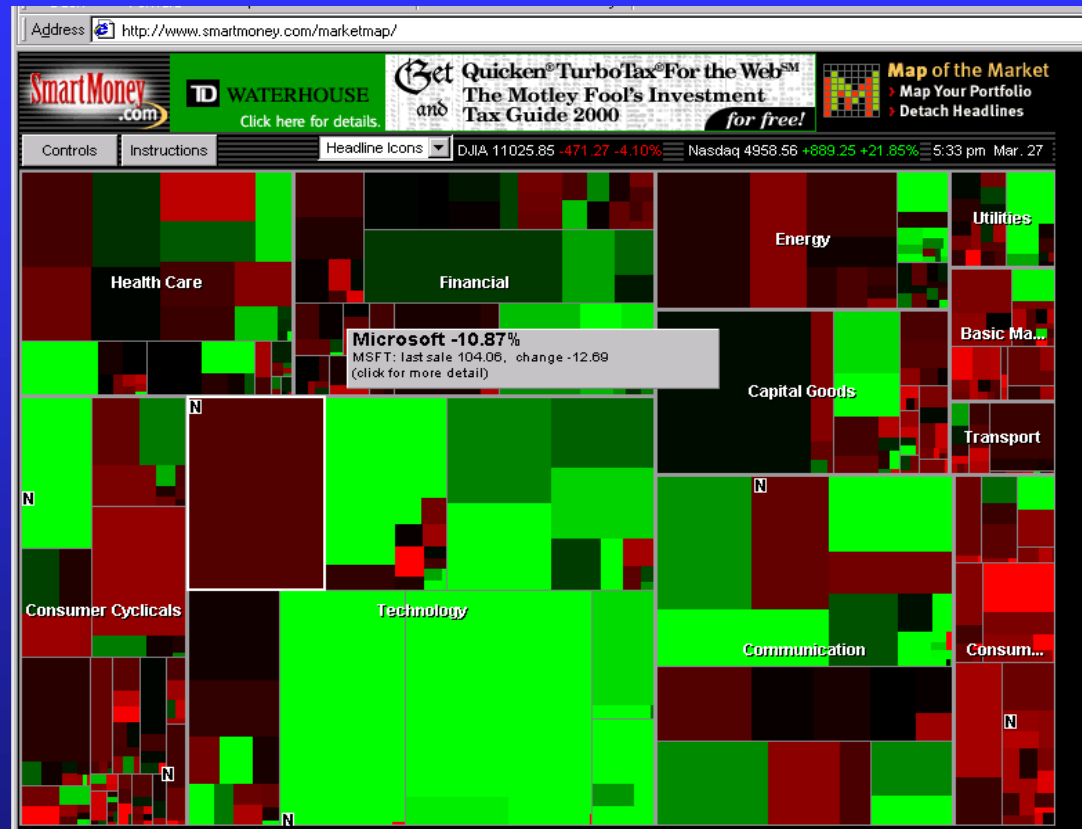 Address http://www.smartmoney.com/marketmap/
SmartMoney.com
TD WATERHOUSE
Click here for details.
Get Quicken®TurboTax®For the Web℠
and The Motley Fool's Investment
Tax Guide 2000 for free!
Map of the Market
> Map Your Portfolio
> Detach Headlines
Controls Instructions Headline Icons DJIA 11025.85 -471.27 -4.10% Nasdaq 4958.56 +889.25 +21.85% 5:33 pm Mar. 27
Utilities
Energy
Health Care Financial
Basic Ma...
Microsoft -10.87%
MSFT: last sale 104.06, change -12.69
(click for more detail)
Capital Goods
N
Transport
N
N
Consumer Cyclicals Technology
Communication Consum...
N
N
N